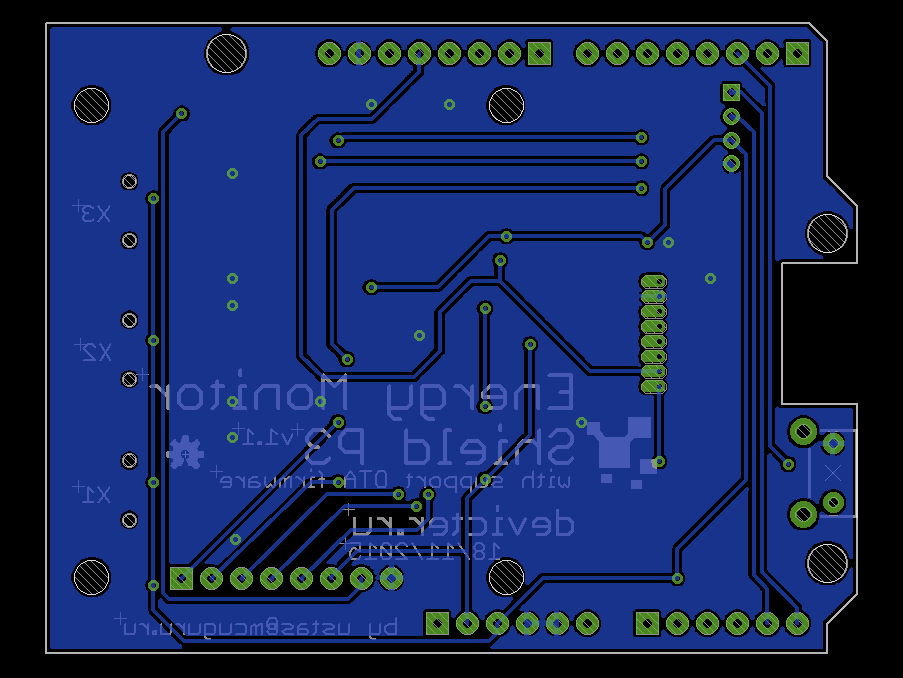 X3
X2
Energy Monitor
v1.1
Shield P3
with support OTA firmware
X1
devicter.ru
18/11/2015
by ustas@mcuguru.ru